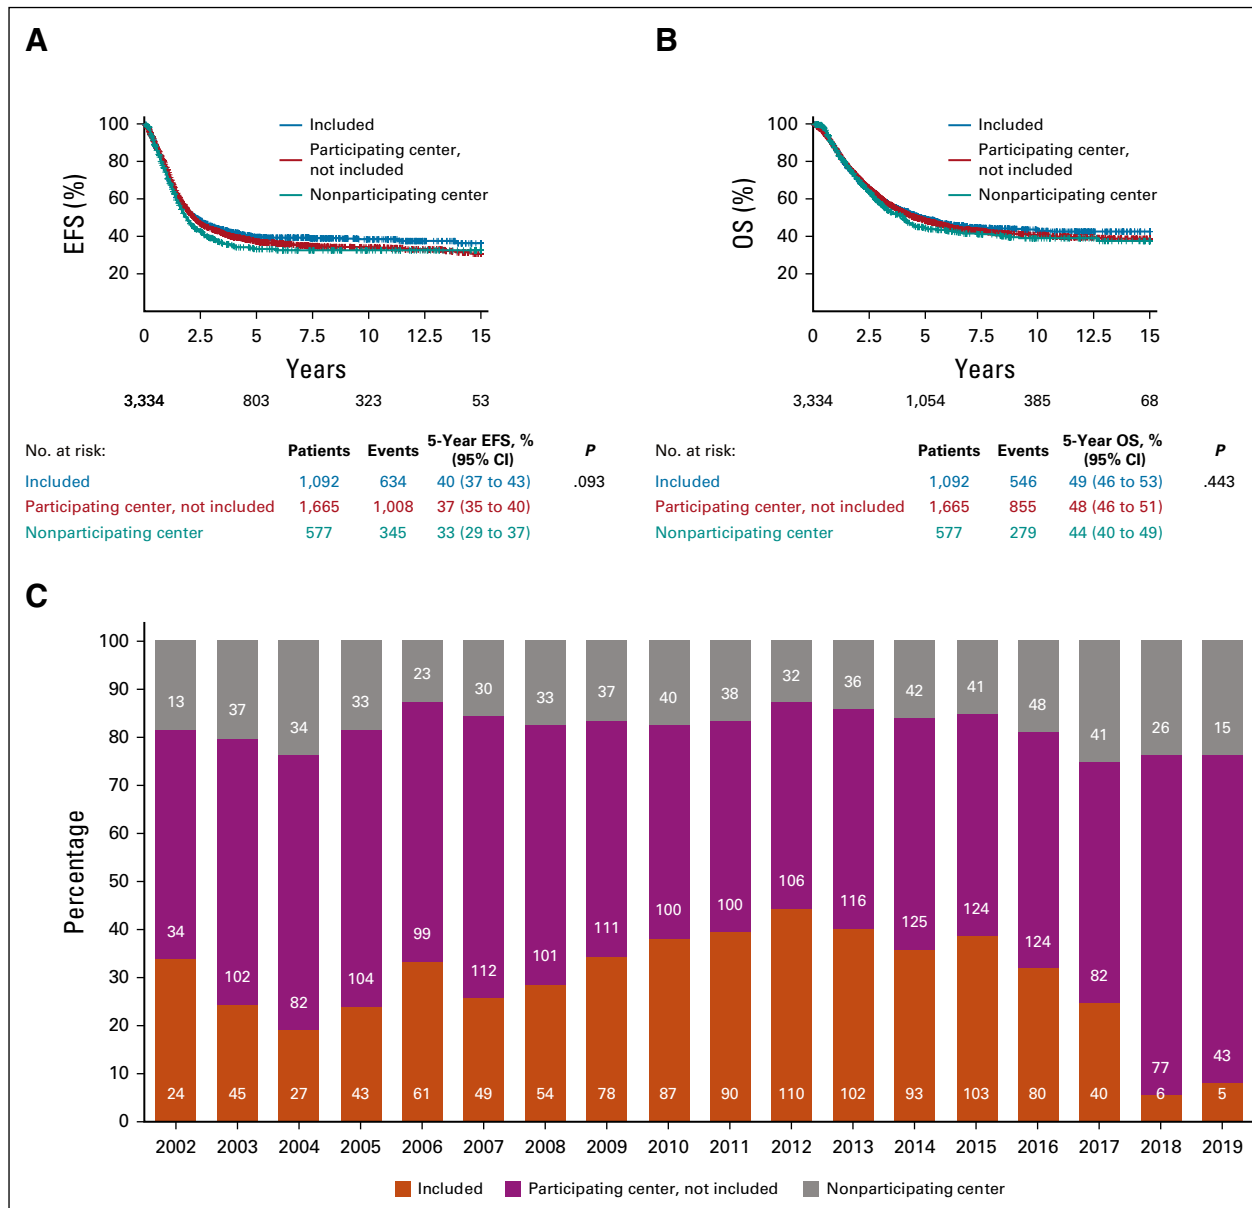 A
100
80
60
40
20
EFS (%)
Included
Participating center,
not included
Nonparticipating center
0 2.5 5 7.5 10 12.5 15
Years
3,334 803 323 53
No. at risk: Patients Events 5-Year EFS, % (95% CI) P
Included 1,092 634 40 (37 to 43) .093
Participating center, not included 1,665 1,008 37 (35 to 40)
Nonparticipating center 577 345 33 (29 to 37)
B
100
80
60
40
20
OS (%)
Included
Participating center,
not included
Nonparticipating center
0 2.5 5 7.5 10 12.5 15
Years
3,334 1,054 385 68
No. at risk: Patients Events 5-Year OS, % (95% CI) P
Included 1,092 546 49 (46 to 53) .443
Participating center, not included 1,665 855 48 (46 to 51)
Nonparticipating center 577 279 44 (40 to 49)
C
Percentage
100
90
80
70
60
50
40
30
20
10
0
13 37 34 33 23 30 33 37 40 38 32 36 42 41 48 41 26 15
34 102 82 104 99 112 101 111 100 100 106 116 125 124 124 82 77 43
24 45 27 43 61 49 54 78 87 90 110 102 93 103 80 40 6 5
2002 2003 2004 2005 2006 2007 2008 2009 2010 2011 2012 2013 2014 2015 2016 2017 2018 2019
Included Participating center, not included Nonparticipating center